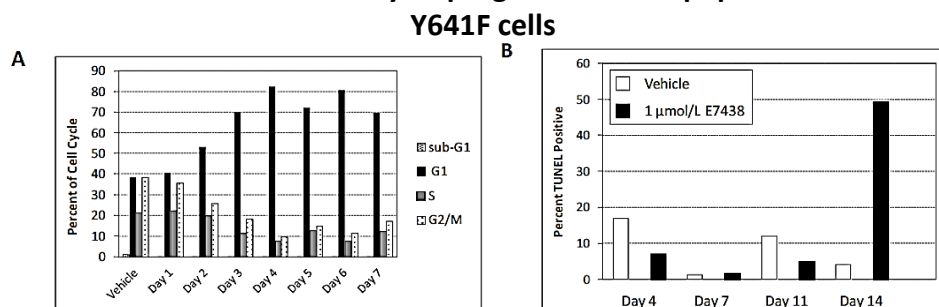 Y641F cells
A
B
Percent of Cell Cycle
90
80
70
60
50
40
30
20
10
0
Vehicle
Day 1
Day 2
Day 3
Day 4
Day 5
Day 6
Day 7
sub-G1
G1
S
G2/M
Percent TUNEL Positive
60
50
40
30
20
10
0
Vehicle
1 µmol/L E7438
Day 4
Day 7
Day 11
Day 14